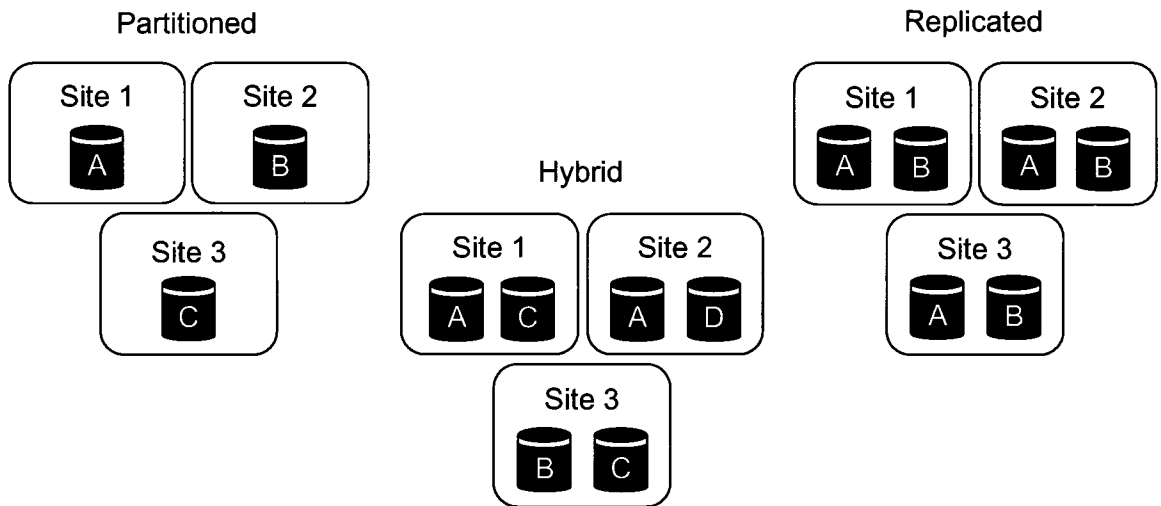 Partitioned
Site 1
Site 2
A
B
Site 3
C
Hybrid
Site 1
Site 2
A
C
A
D
Site 3
B
C
Replicated
Site 1
Site 2
A
B
A
B
Site 3
A
B